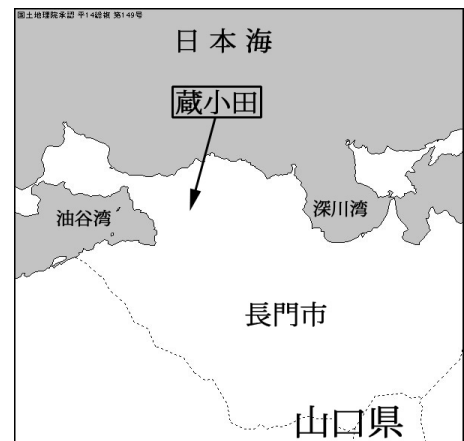 国土地理院承認 平14総複 第149号
日本海
蔵小田
油谷湾
深川湾
長門市
山口県